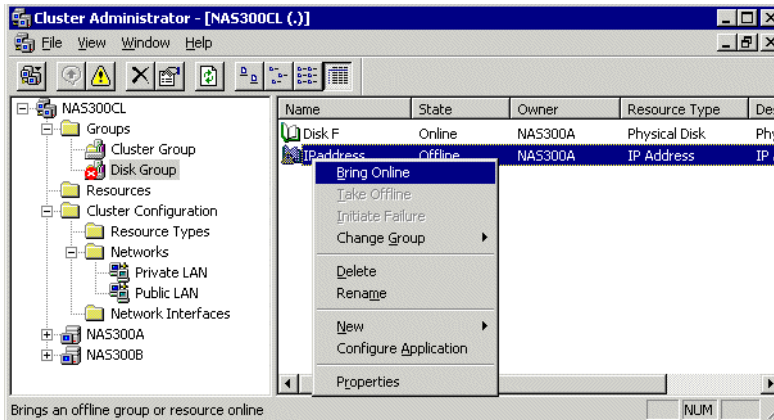 Cluster Administrator - [NAS300CL (.)]
File View Window Help
NAS300CL
Groups
Cluster Group
Disk Group
Resources
Cluster Configuration
Resource Types
Networks
Private LAN
Public LAN
Network Interfaces
NAS300A
NAS300B
Name State Owner Resource Type De
Disk F Online NAS300A Physical Disk Phy
IPaddress Offline NAS300A IP Address IP
Bring Online
Take Offline
Initiate Failure
Change Group
Delete
Rename
New
Configure Application
Properties
Brings an offline group or resource online NUM